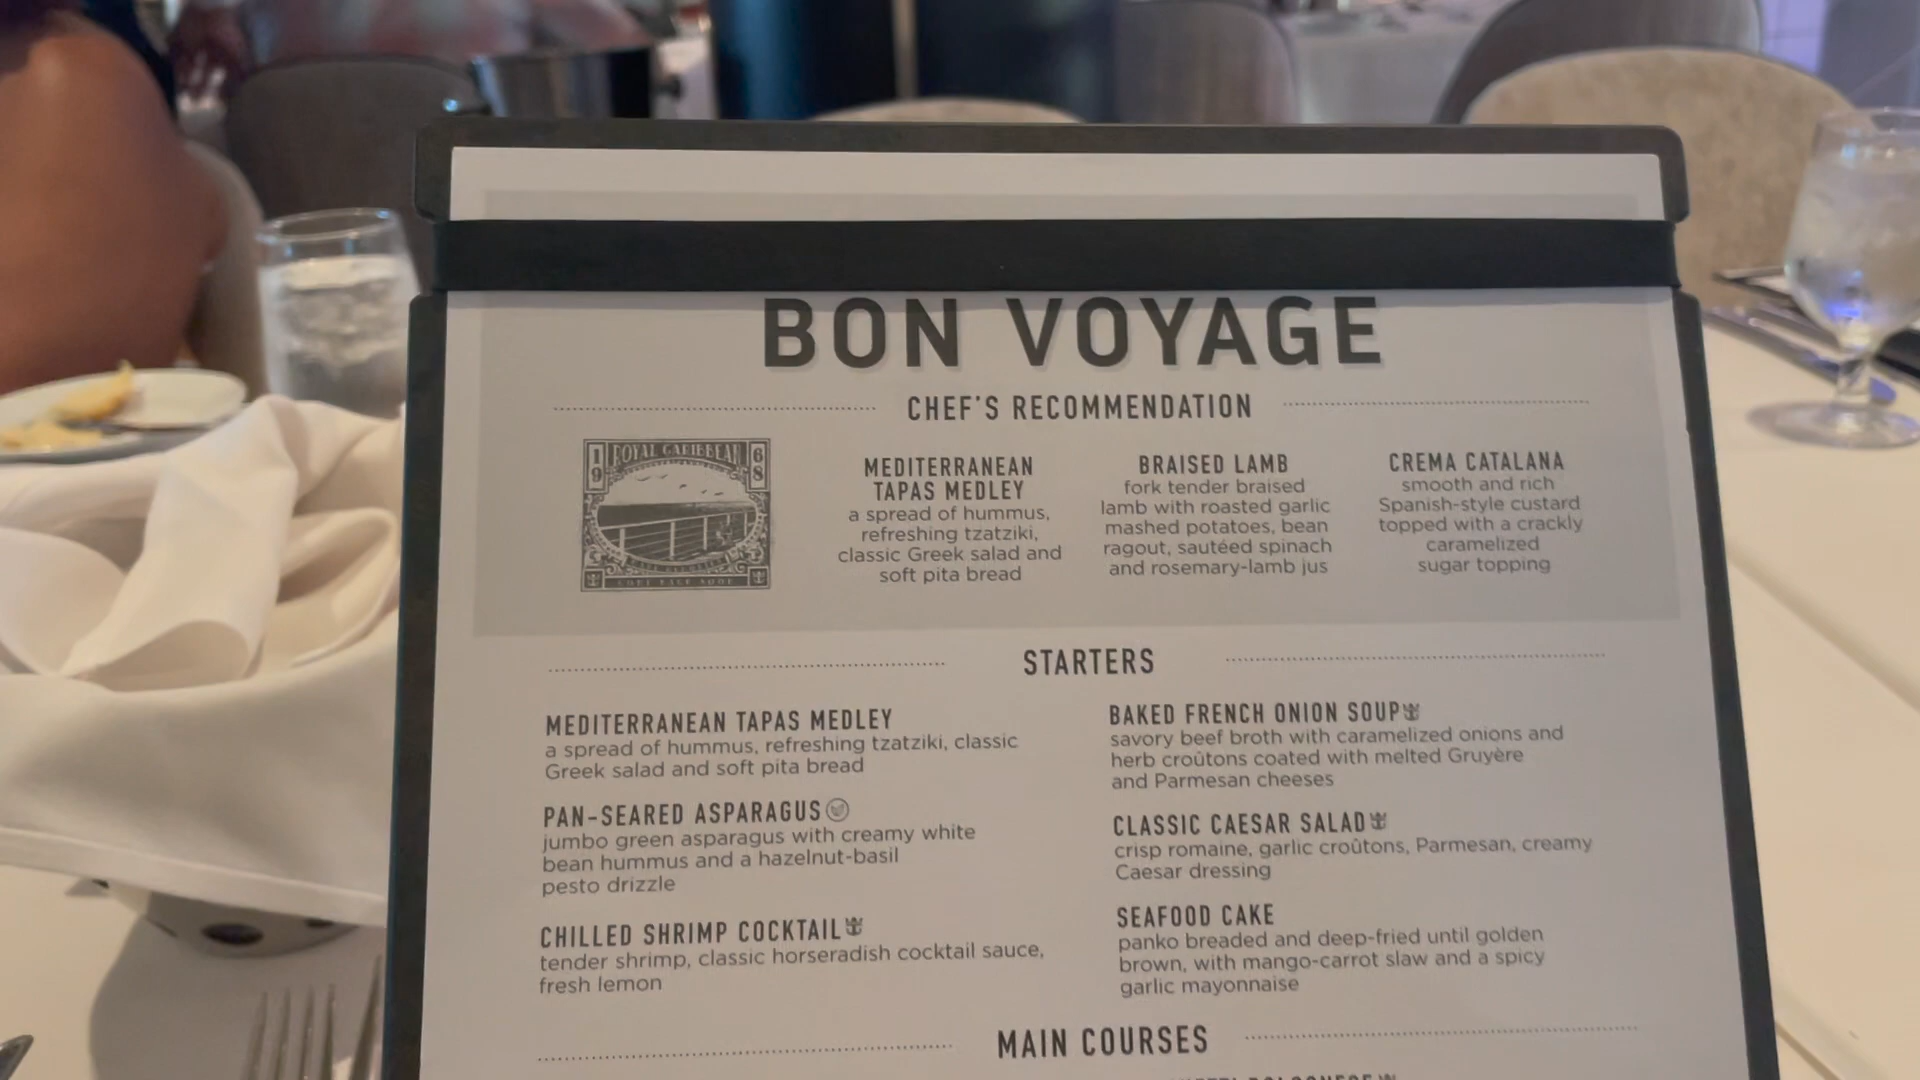 BON VOYAGE
CHEF'S RECOMMENDATION
19
ROYAL CARIBBEAN
68
MEDITERRANEAN
TAPAS MEDLEY
a spread of hummus,
refreshing tzatziki,
classic Greek salad and
soft pita bread
BRAISED LAMB
fork tender braised
lamb with roasted garlic
mashed potatoes, bean
ragout, sautéed spinach
and rosemary-lamb jus
CREMA CATALANA
smooth and rich
Spanish-style custard
topped with a crackly
caramelized
sugar topping
STARTERS
MEDITERRANEAN TAPAS MEDLEY
a spread of hummus, refreshing tzatziki, classic
Greek salad and soft pita bread
PAN-SEARED ASPARAGUS
jumbo green asparagus with creamy white
bean hummus and a hazelnut-basil
pesto drizzle
CHILLED SHRIMP COCKTAIL
tender shrimp, classic horseradish cocktail sauce,
fresh lemon
BAKED FRENCH ONION SOUP
savory beef broth with caramelized onions and
herb croûtons coated with melted Gruyère
and Parmesan cheeses
CLASSIC CAESAR SALAD
crisp romaine, garlic croûtons, Parmesan, creamy
Caesar dressing
SEAFOOD CAKE
panko breaded and deep-fried until golden
brown, with mango-carrot slaw and a spicy
garlic mayonnaise
MAIN COURSES